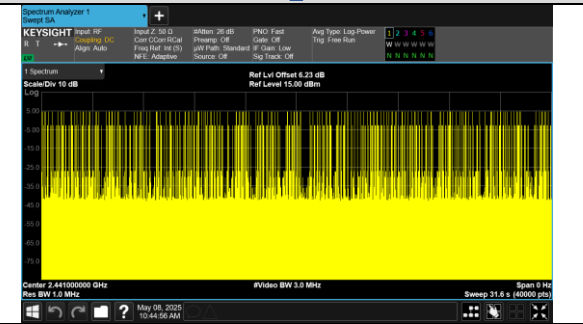 Spectrum Analyzer 1
Swept SA
+
KEYSIGHT Input: RF Input Z: 50 Ω #Atten: 26 dB PNO: Fast Avg Type: Log-Power 1 2 3 4 5 6
R T Coupling: DC Corr CCorr RCal Preamp: Off Gate: Off Trig: Free Run W W W W W W
Align: Auto Freq Ref: Int (S) µW Path: Standard IF Gain: Low N N N N N N
NFE: Adaptive Source: Off Sig Track: Off
1 Spectrum
Ref Lvl Offset 6.23 dB
Scale/Div 10 dB Ref Level 15.00 dBm
Log
5.00
-5.00
-15.0
-25.0
-35.0
-45.0
-55.0
-65.0
-75.0
Center 2.441000000 GHz #Video BW 3.0 MHz Span 0 Hz
Res BW 1.0 MHz Sweep 31.6 s (40000 pts)
? May 08, 2025
10:44:56 AM